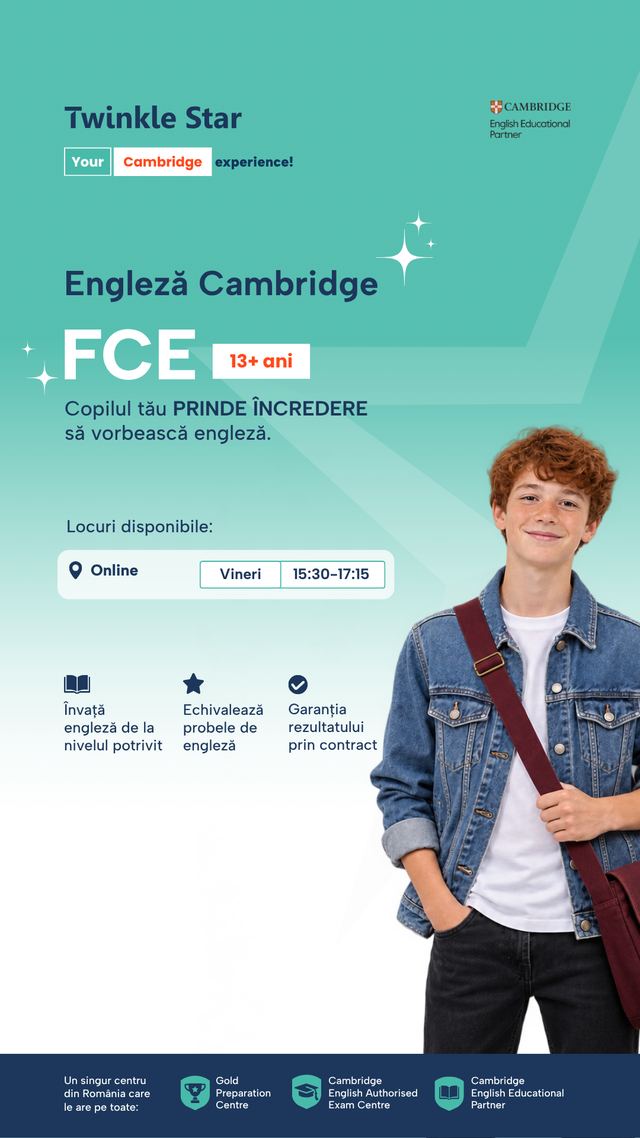 Twinkle Star
CAMBRIDGE
English Educational
Partner
Your Cambridge experience!
Engleză Cambridge
FCE 13+ ani
Copilul tău PRINDE ÎNCREDERE
să vorbească engleză.
Locuri disponibile:
Online Vineri 15:30-17:15
Învață
engleză de la
nivelul potrivit
Echivalează
probele de
engleză
Garanția
rezultatului
prin contract
Un singur centru
din România care
le are pe toate:
Gold
Preparation
Centre
Cambridge
English Authorised
Exam Centre
Cambridge
English Educational
Partner